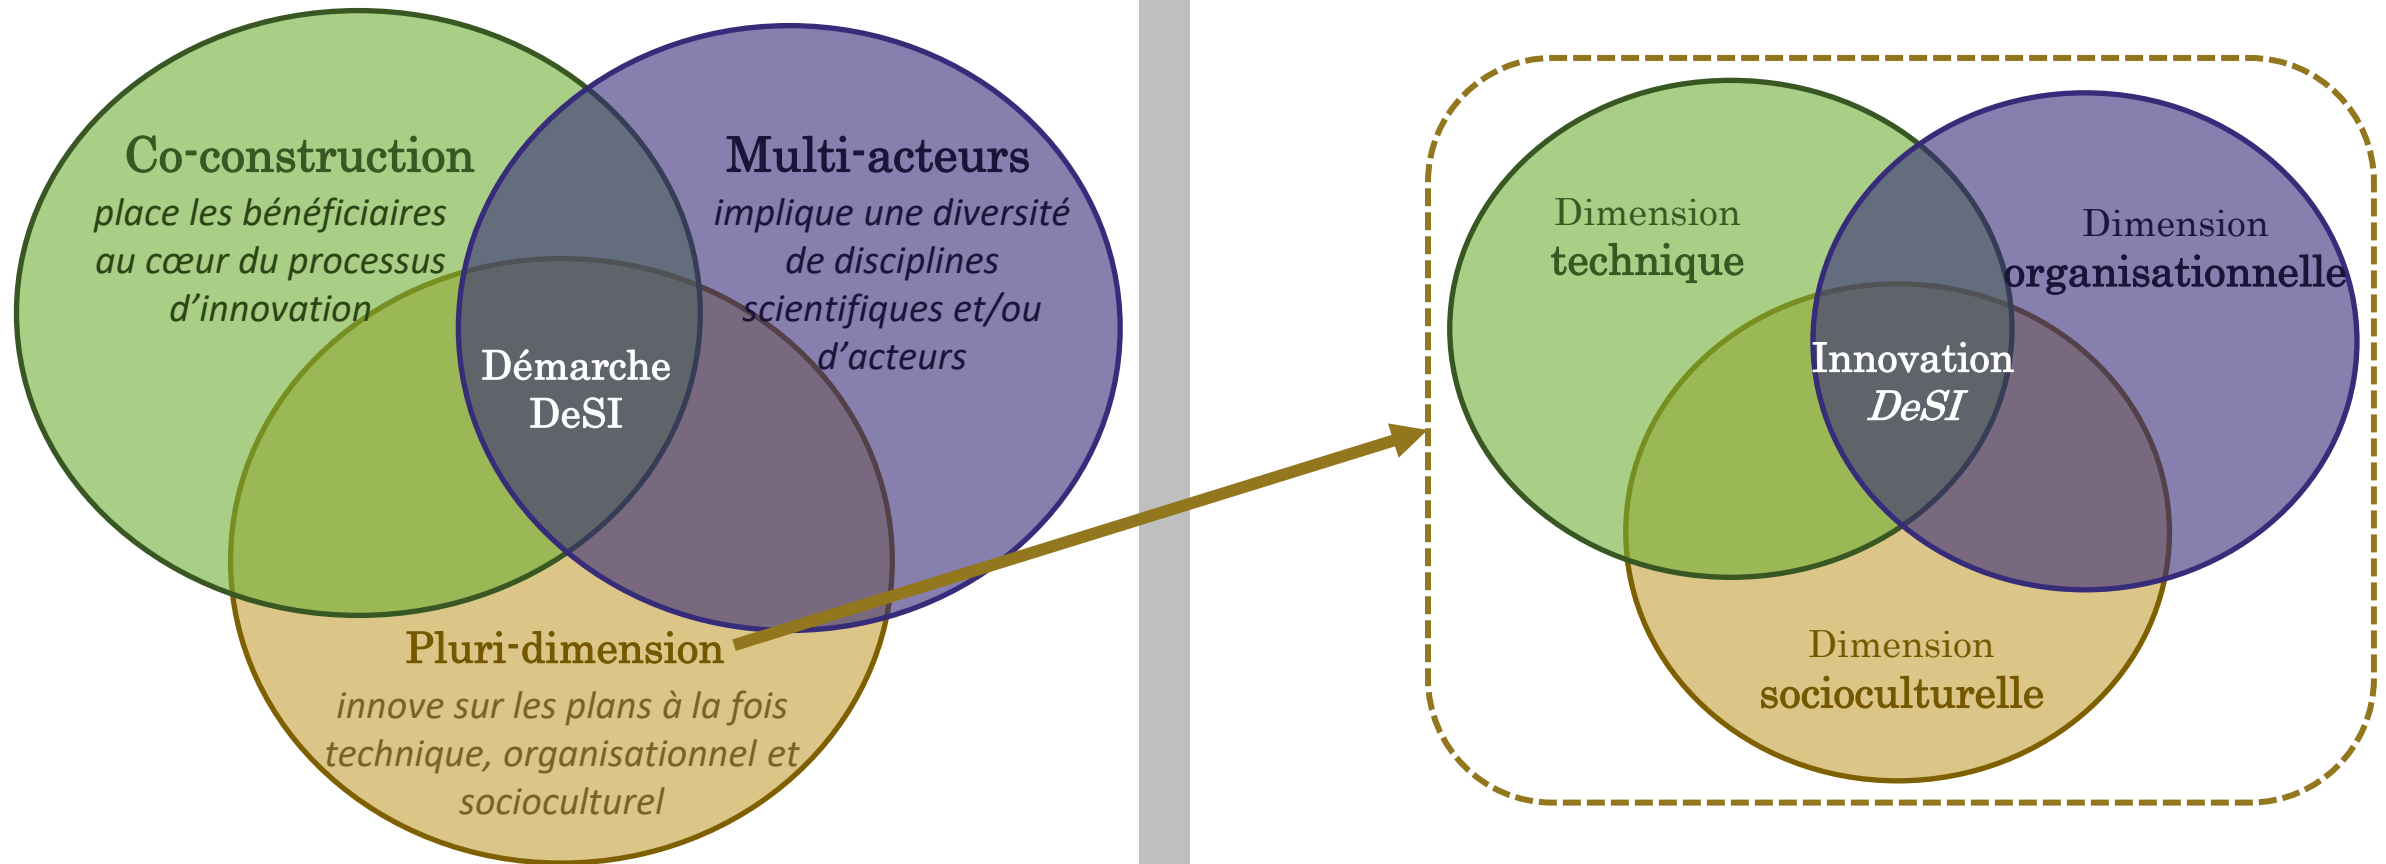 Co-construction
place les bénéficiaires
au cœur du processus
d’innovation
Multi-acteurs
implique une diversité
de disciplines
scientifiques et/ou
d’acteurs
Démarche
DeSI
Pluri-dimension
innove sur les plans à la fois
technique, organisationnel et
socioculturel
Dimension
technique
Dimension
organisationnelle
Innovation
DeSI
Dimension
socioculturelle